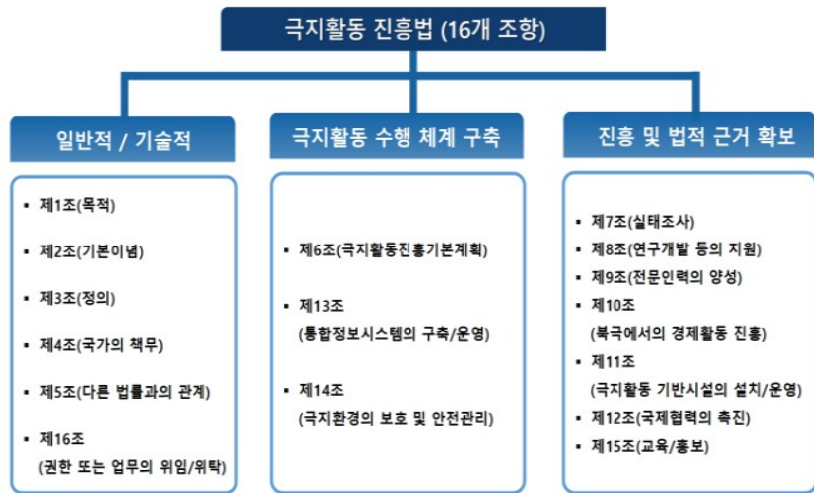 극지활동 진흥법 (16개 조항)
일반적 / 기술적
▪ 제1조(목적)
▪ 제2조(기본이념)
▪ 제3조(정의)
▪ 제4조(국가의 책무)
▪ 제5조(다른 법률과의 관계)
▪ 제16조
(권한 또는 업무의 위임/위탁)
극지활동 수행 체계 구축
▪ 제6조(극지활동진흥기본계획)
▪ 제13조
(통합정보시스템의 구축/운영)
▪ 제14조
(극지환경의 보호 및 안전관리)
진흥 및 법적 근거 확보
▪ 제7조(실태조사)
▪ 제8조(연구개발 등의 지원)
▪ 제9조(전문인력의 양성)
▪ 제10조
(북극에서의 경제활동 진흥)
▪ 제11조
(극지활동 기반시설의 설치/운영)
▪ 제12조(국제협력의 촉진)
▪ 제15조(교육/홍보)